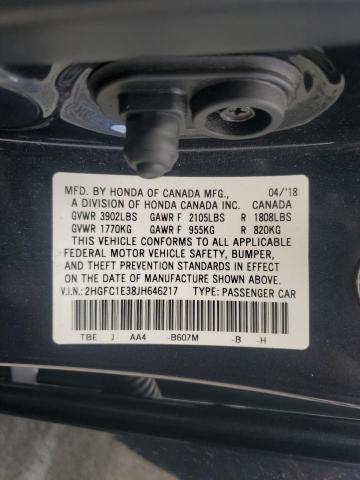 MFD. BY HONDA OF CANADA MFG., 04/'18
A DIVISION OF HONDA CANADA INC. CANADA
GVWR 3902LBS GAWR F 2105LBS R 1808LBS
GVWR 1770KG GAWR F 955KG R 820KG
THIS VEHICLE CONFORMS TO ALL APPLICABLE
FEDERAL MOTOR VEHICLE SAFETY, BUMPER,
AND THEFT PREVENTION STANDARDS IN EFFECT
ON THE DATE OF MANUFACTURE SHOWN ABOVE.
V.I.N.: 2HGFC1E38JH646217 TYPE: PASSENGER CAR
TBE J AA4 -B607M -B -H